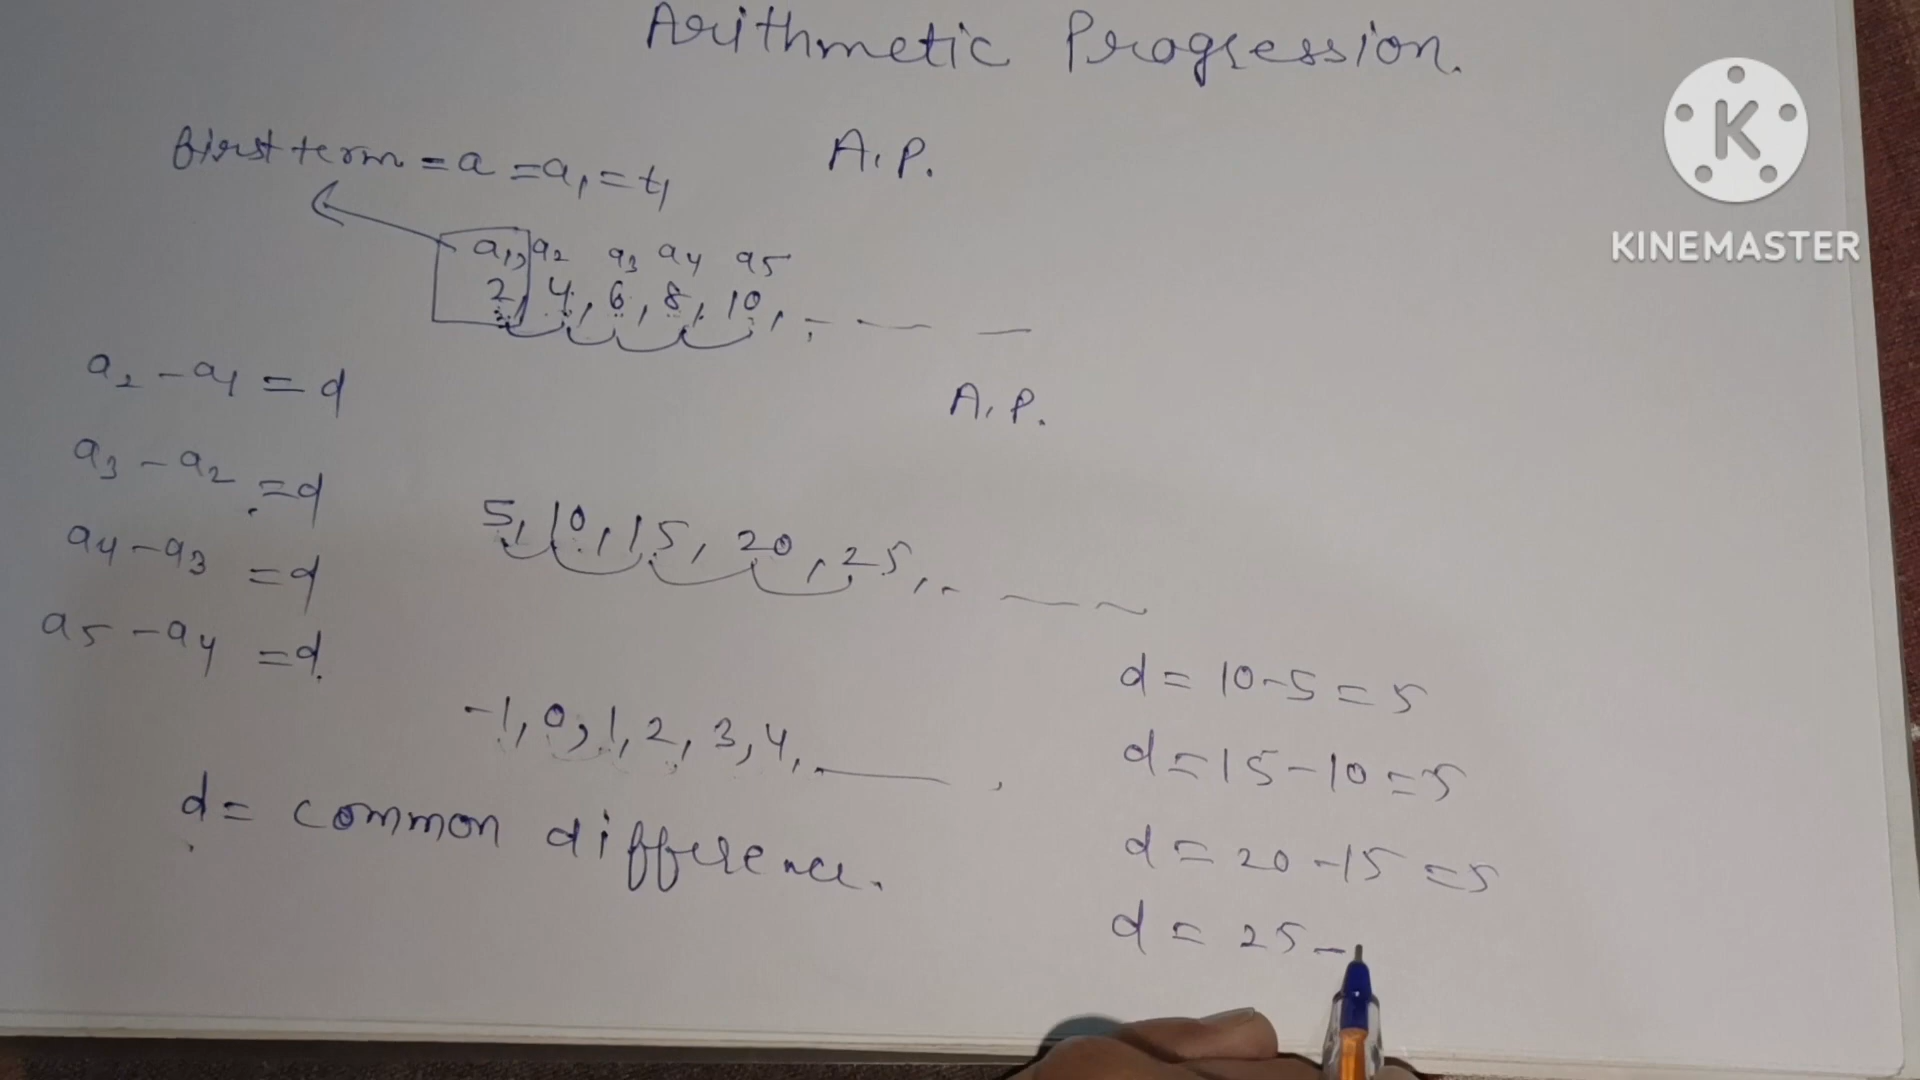 Arithmetic Progression.
A.P.
first term = a = a1 = t1
a1, a2 a3 a4 a5
2, 4, 6, 8, 10, , - — —
A.P.
a2 - a1 = d
a3 - a2 = d
a4 - a3 = d
a5 - a4 = d.
5, 10, 15, 20, 25, - — ~
-1, 0, 1, 2, 3, 4, . — ,
d = common difference.
d = 10-5 = 5
d = 15-10 = 5
d = 20-15 = 5
d = 25 -
K
KINEMASTER